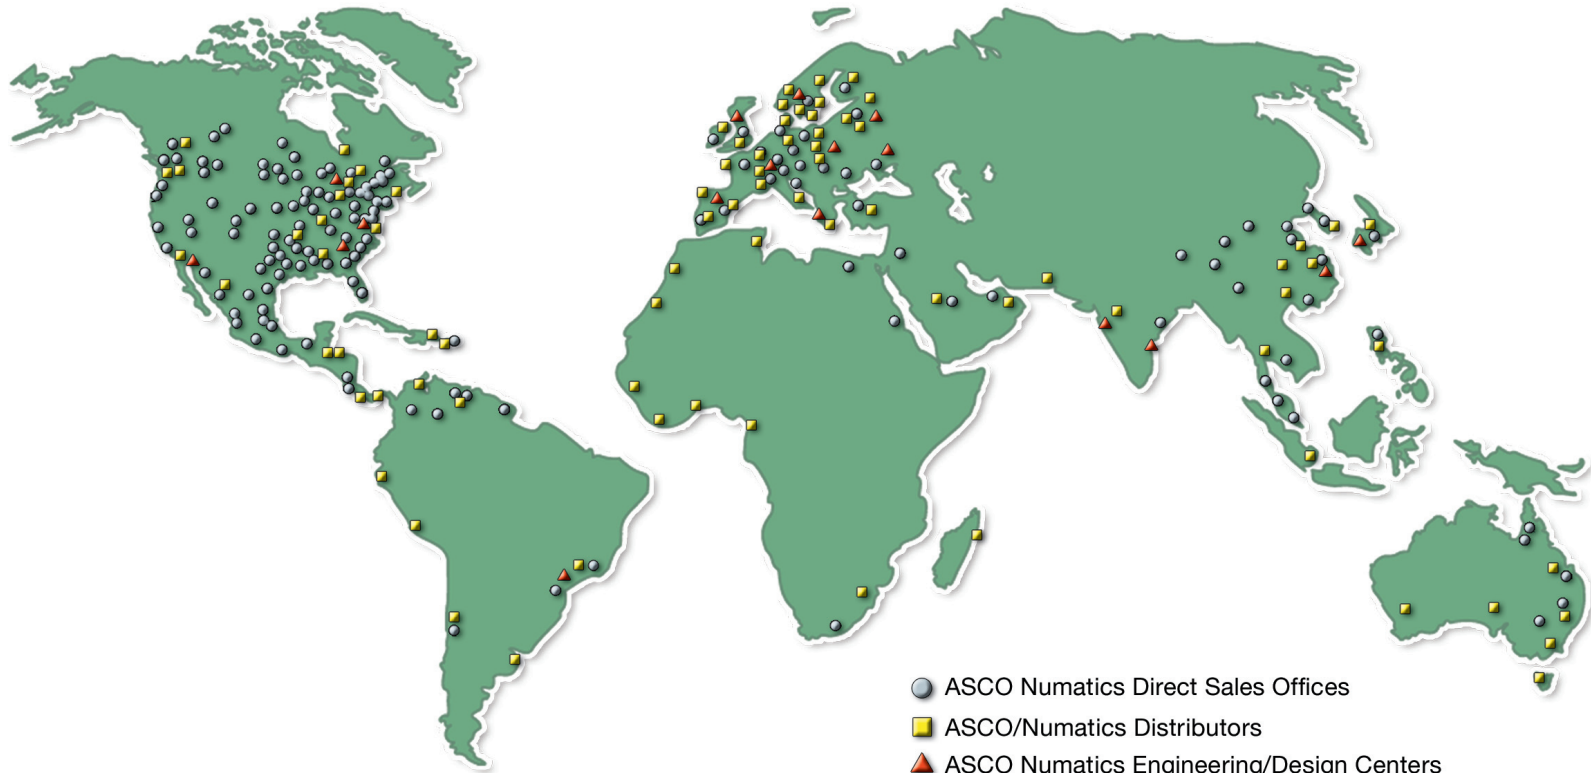 ASCO Numatics Direct Sales Offices
ASCO/Numatics Distributors
ASCO Numatics Engineering/Design Centers